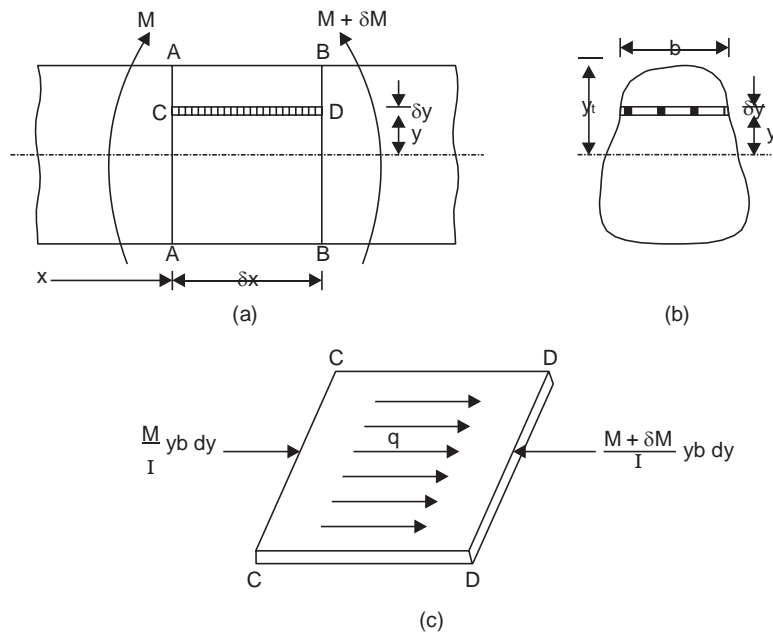 M M + δM
A B b
C D δy yt δy
y y
A B
x δx
(a) (b)
C D
M/I yb dy q M + δM/I yb dy
C D
(c)